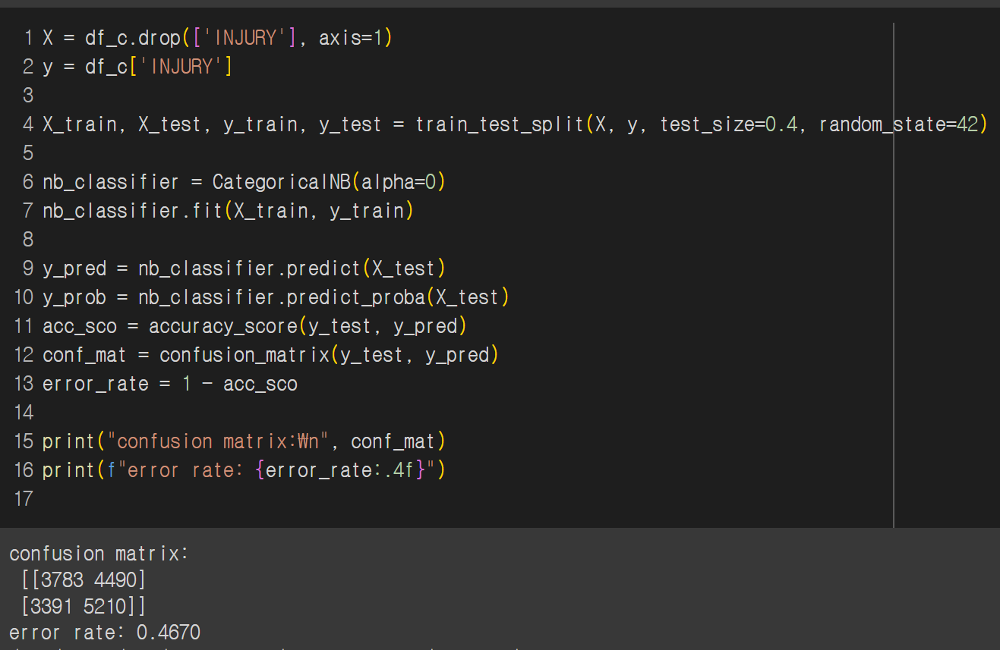 1 X = df_c.drop(['INJURY'], axis=1)
2 y = df_c['INJURY']
3
4 X_train, X_test, y_train, y_test = train_test_split(X, y, test_size=0.4, random_state=42)
5
6 nb_classifier = CategoricalNB(alpha=0)
7 nb_classifier.fit(X_train, y_train)
8
9 y_pred = nb_classifier.predict(X_test)
10 y_prob = nb_classifier.predict_proba(X_test)
11 acc_sco = accuracy_score(y_test, y_pred)
12 conf_mat = confusion_matrix(y_test, y_pred)
13 error_rate = 1 - acc_sco
14
15 print("confusion matrix:₩n", conf_mat)
16 print(f"error rate: {error_rate:.4f}")
17
confusion matrix:
[[3783 4490]
[3391 5210]]
error rate: 0.4670